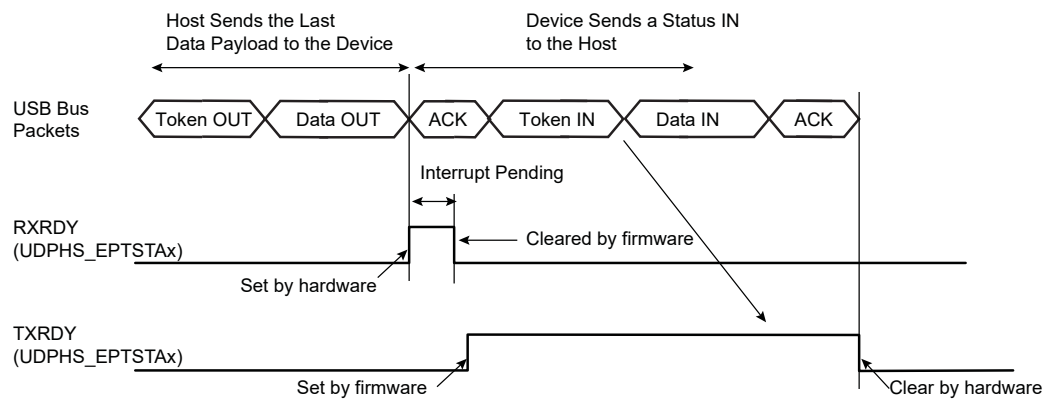 Host Sends the Last
Data Payload to the Device
Device Sends a Status IN
to the Host
USB Bus
Packets
Token OUT
Data OUT
ACK
Token IN
Data IN
ACK
Interrupt Pending
RXRDY
(UDPHS_EPTSTAx)
Cleared by firmware
Set by hardware
TXRDY
(UDPHS_EPTSTAx)
Set by firmware
Clear by hardware